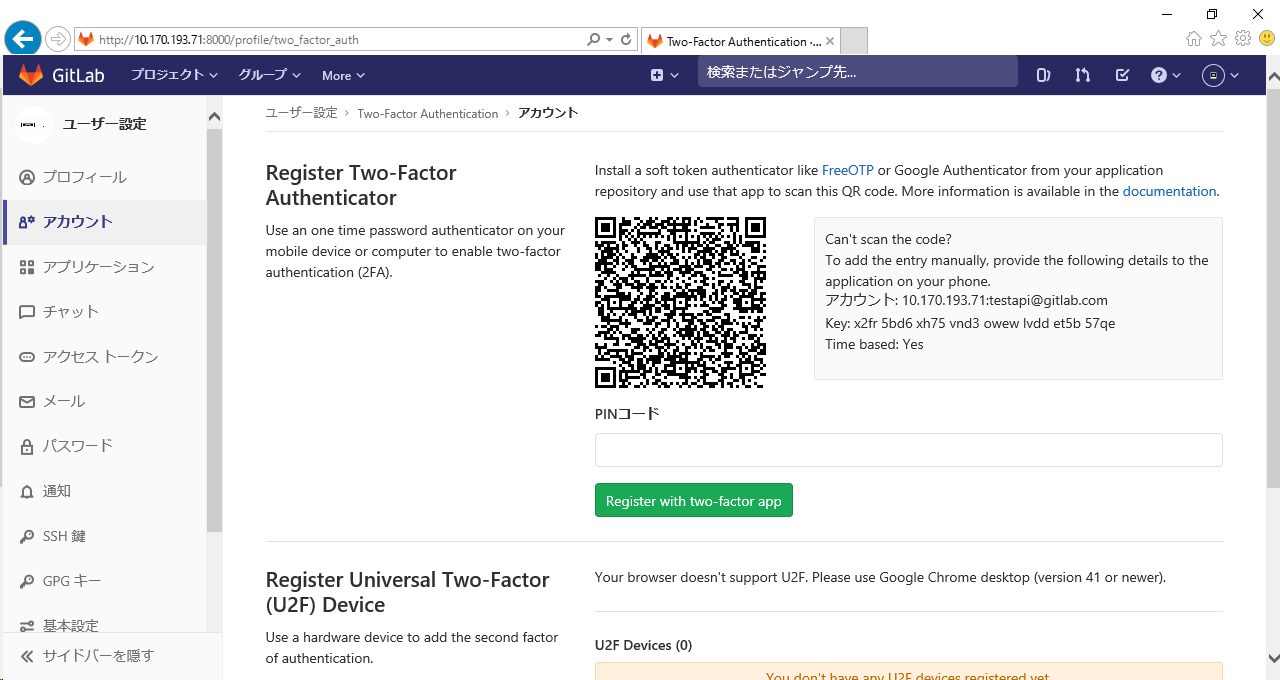 http://10.170.193.71:8000/profile/two_factor_auth
Two-Factor Authentication ·...
GitLab
プロジェクト
グループ
More
検索またはジャンプ先...
ユーザー設定
プロフィール
アカウント
アプリケーション
チャット
アクセス トークン
メール
パスワード
通知
SSH 鍵
GPG キー
基本設定
サイドバーを隠す
ユーザー設定 › Two-Factor Authentication › アカウント
Register Two-Factor
Authenticator
Use an one time password authenticator on your
mobile device or computer to enable two-factor
authentication (2FA).
Install a soft token authenticator like FreeOTP or Google Authenticator from your application
repository and use that app to scan this QR code. More information is available in the documentation.
Can't scan the code?
To add the entry manually, provide the following details to the
application on your phone.
アカウント: 10.170.193.71:testapi@gitlab.com
Key: x2fr 5bd6 xh75 vnd3 owew lvdd et5b 57qe
Time based: Yes
PINコード
Register with two-factor app
Register Universal Two-Factor
(U2F) Device
Use a hardware device to add the second factor
of authentication.
Your browser doesn't support U2F. Please use Google Chrome desktop (version 41 or newer).
U2F Devices (0)
You don't have any U2F devices registered yet.